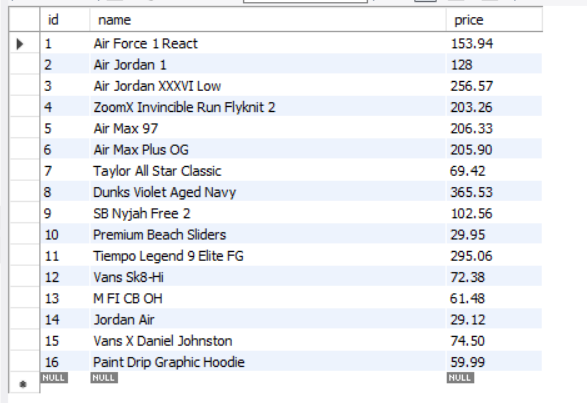 id name price
1 Air Force 1 React 153.94
2 Air Jordan 1 128
3 Air Jordan XXXVI Low 256.57
4 ZoomX Invincible Run Flyknit 2 203.26
5 Air Max 97 206.33
6 Air Max Plus OG 205.90
7 Taylor All Star Classic 69.42
8 Dunks Violet Aged Navy 365.53
9 SB Nyjah Free 2 102.56
10 Premium Beach Sliders 29.95
11 Tiempo Legend 9 Elite FG 295.06
12 Vans Sk8-Hi 72.38
13 M FI CB OH 61.48
14 Jordan Air 29.12
15 Vans X Daniel Johnston 74.50
16 Paint Drip Graphic Hoodie 59.99
NULL NULL NULL